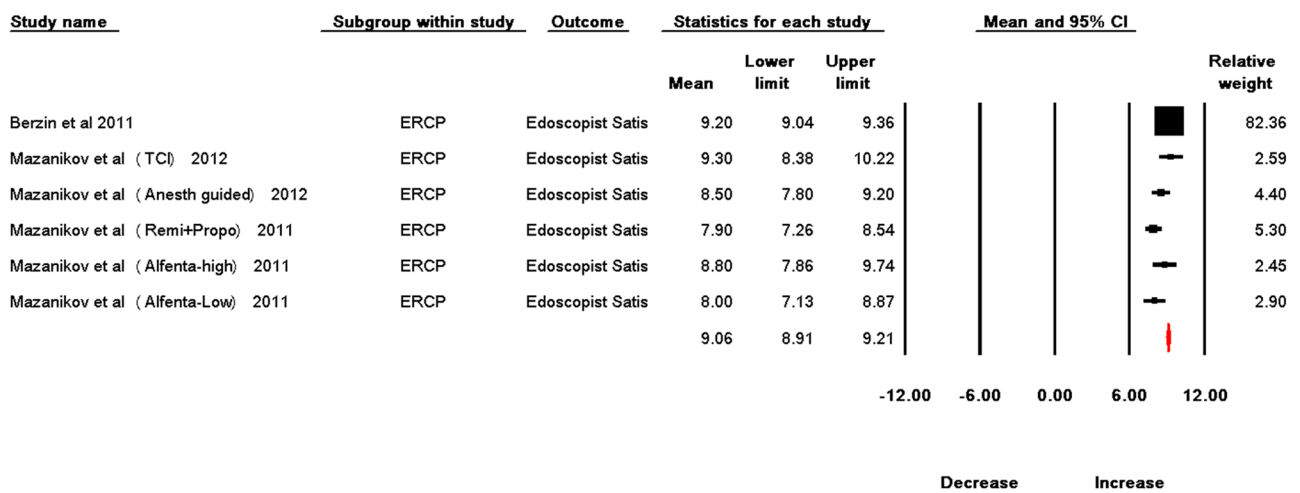 Study name Subgroup within study Outcome Statistics for each study Mean and 95% CI
Lower Upper Relative
Mean limit limit weight
Berzin et al 2011 ERCP Edoscopist Satis 9.20 9.04 9.36 82.36
Mazanikov et al (TCI) 2012 ERCP Edoscopist Satis 9.30 8.38 10.22 2.59
Mazanikov et al (Anesth guided) 2012 ERCP Edoscopist Satis 8.50 7.80 9.20 4.40
Mazanikov et al (Remi+Propo) 2011 ERCP Edoscopist Satis 7.90 7.26 8.54 5.30
Mazanikov et al (Alfenta-high) 2011 ERCP Edoscopist Satis 8.80 7.86 9.74 2.45
Mazanikov et al (Alfenta-Low) 2011 ERCP Edoscopist Satis 8.00 7.13 8.87 2.90
9.06 8.91 9.21
-12.00 -6.00 0.00 6.00 12.00
Decrease Increase